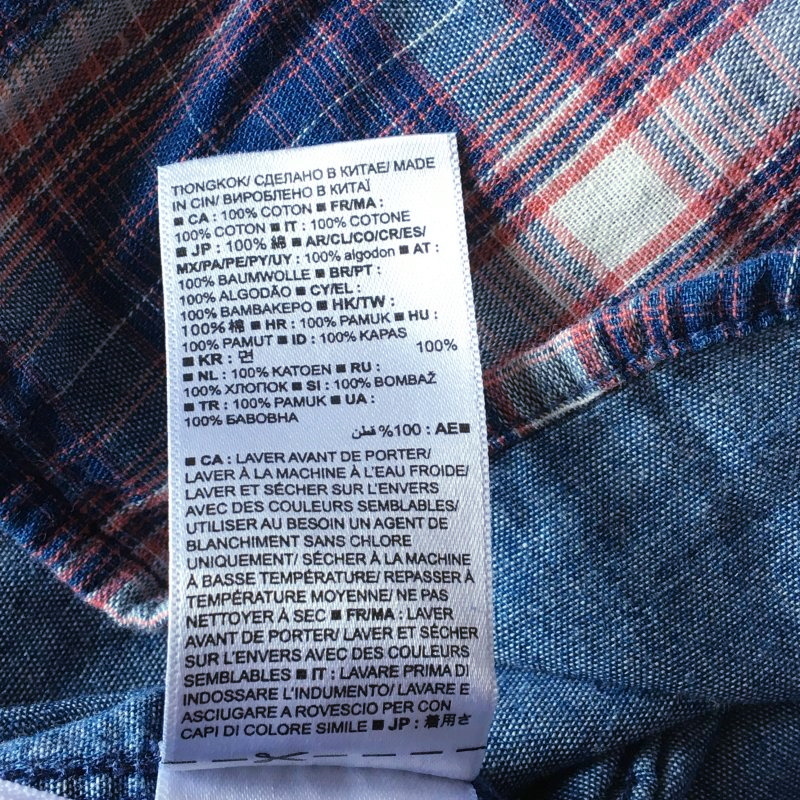 TIONGKOK/ СДЕЛАНО В КИТАЕ/ MADE
IN CIN/ ВИРОБЛЕНО В КИТАЇ
■ CA : 100% COTON ■ FR/MA :
100% COTON ■ IT : 100% COTONE
■ JP : 100% 綿 ■ AR/CL/CO/CR/ES/
MX/PA/PE/PY/UY : 100% algodon ■ AT :
100% BAUMWOLLE ■ BR/PT :
100% ALGODÃO ■ CY/EL :
100% ΒΑΜΒΑΚΕΡΟ ■ HK/TW :
100% 棉 ■ HR : 100% PAMUK ■ HU :
100% PAMUT ■ ID : 100% KAPAS
■ KR : 면 100%
■ NL : 100% KATOEN ■ RU :
100% ХЛОПОК ■ SI : 100% BOMBAŽ
■ TR : 100% PAMUK ■ UA :
100% БАВОВНА
■AE : 100% قطن
■ CA : LAVER AVANT DE PORTER/
LAVER À LA MACHINE À L'EAU FROIDE/
LAVER ET SÉCHER SUR L'ENVERS
AVEC DES COULEURS SEMBLABLES/
UTILISER AU BESOIN UN AGENT DE
BLANCHIMENT SANS CHLORE
UNIQUEMENT/ SÉCHER À LA MACHINE
À BASSE TEMPÉRATURE/ REPASSER À
TEMPÉRATURE MOYENNE/ NE PAS
NETTOYER À SEC ■ FR/MA : LAVER
AVANT DE PORTER/ LAVER ET SÉCHER
SUR L'ENVERS AVEC DES COULEURS
SEMBLABLES ■ IT : LAVARE PRIMA DI
INDOSSARE L'INDUMENTO/ LAVARE E
ASCIUGARE A ROVESCIO PER CON
CAPI DI COLORE SIMILE ■ JP : 着用さ